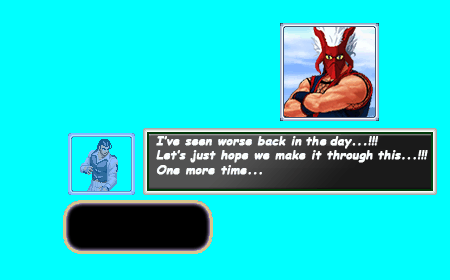 I've seen worse back in the day...!!!
Let's just hope we make it through this...!!!
One more time...